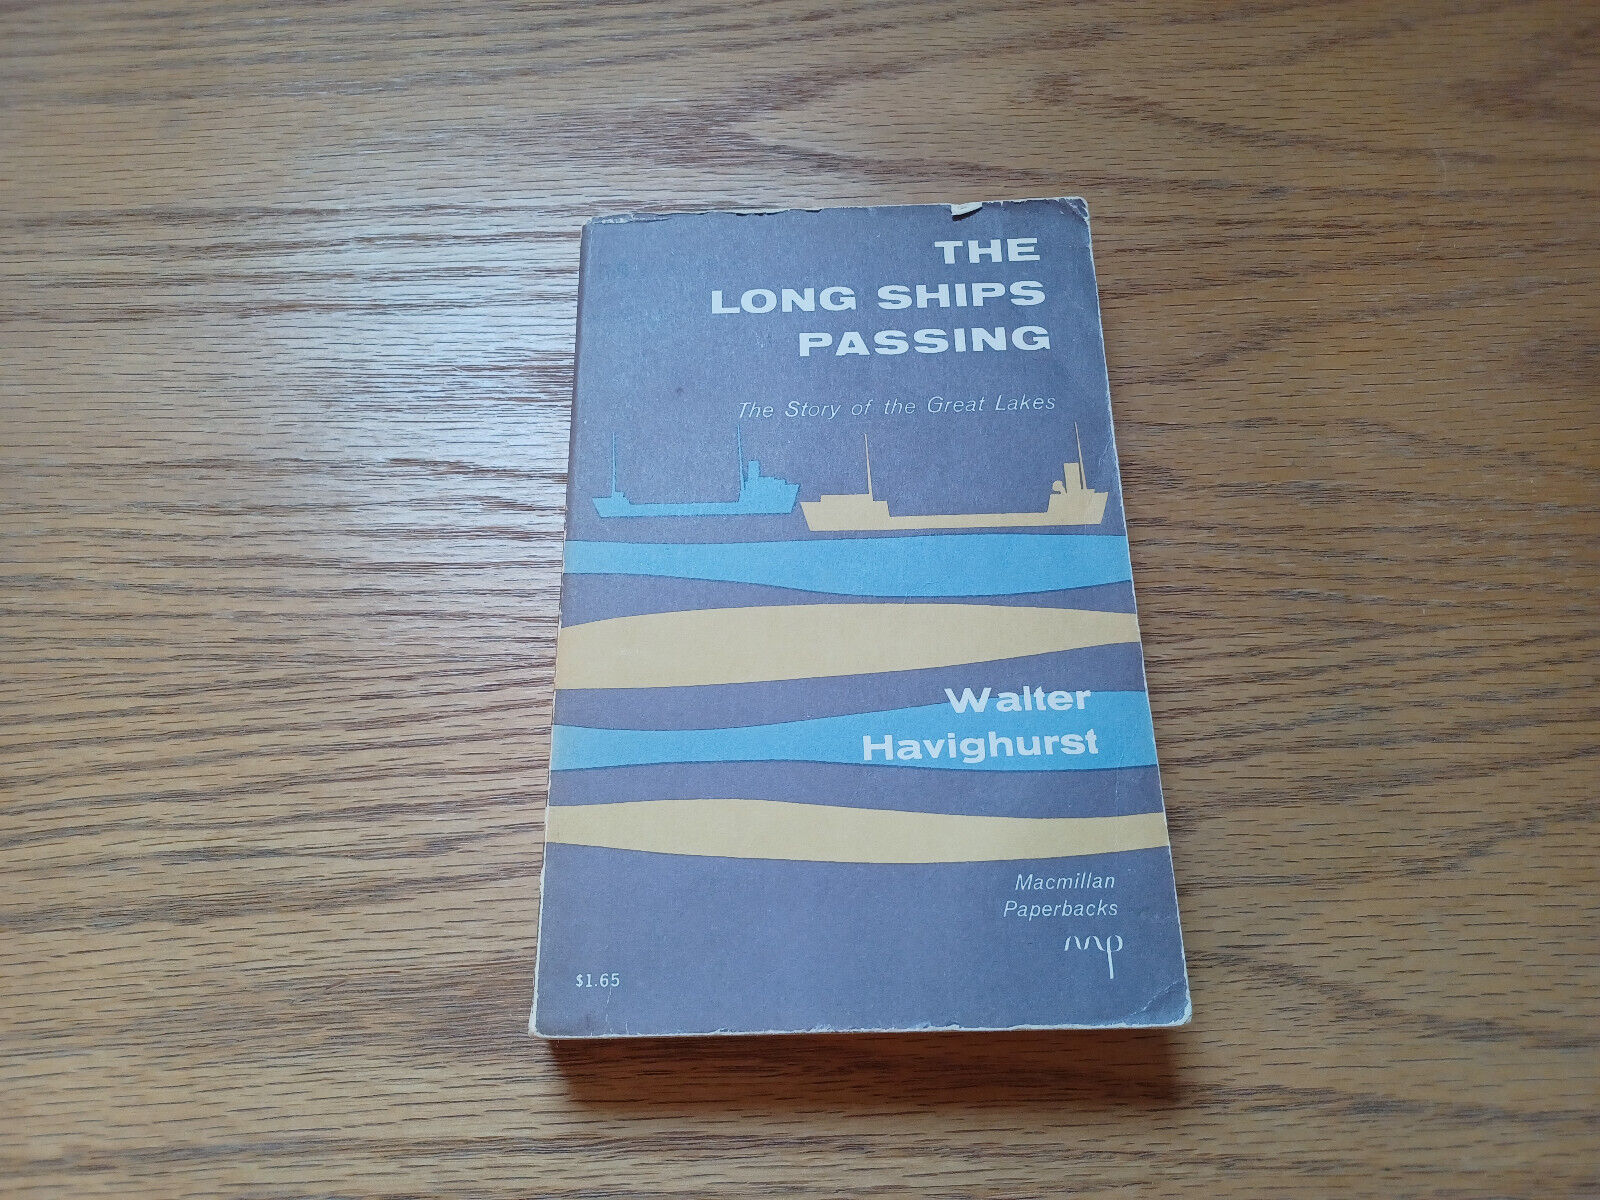 THE
LONG SHIPS
PASSING
The Story of the Great Lakes
Walter
Havighurst
Macmillan
Paperbacks
mp
$1.65